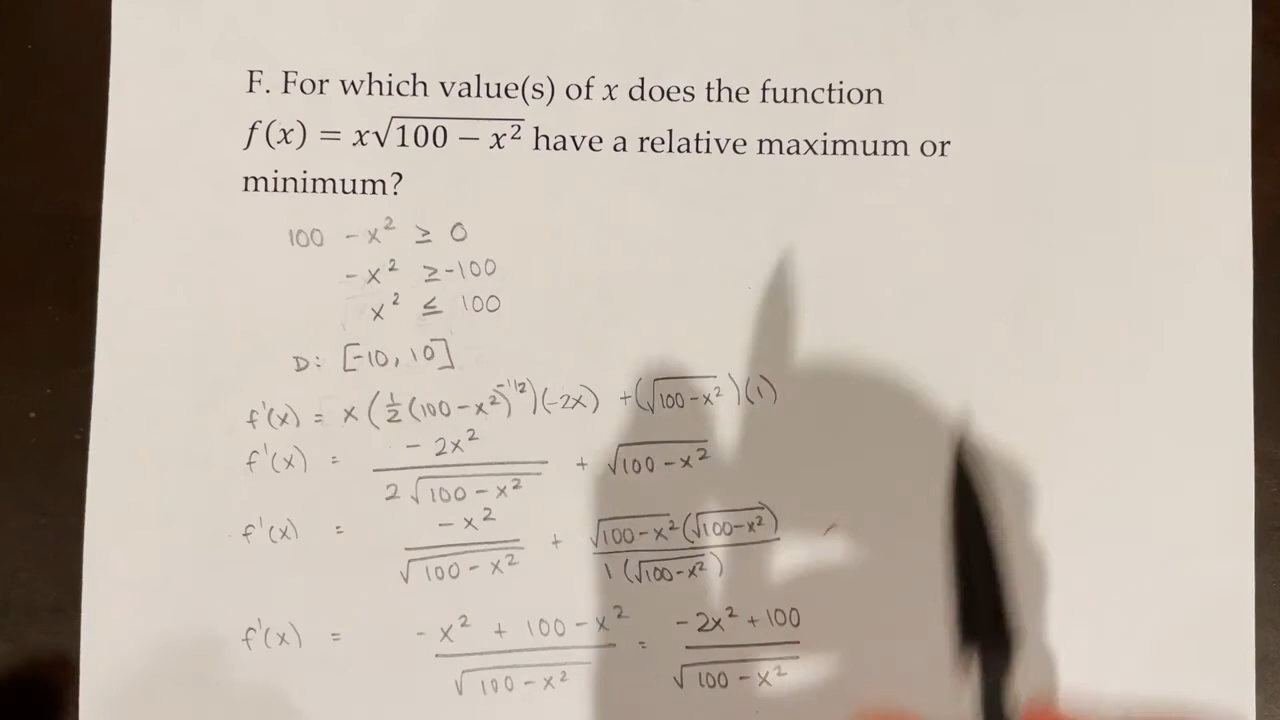 F. For which value(s) of x does the function
f(x) = x√(100 − x²) have a relative maximum or
minimum?
100 - x² ≥ 0
-x² ≥ -100
x² ≤ 100
D: [-10, 10]
f'(x) = x(½(100-x²)^(-1/2))(-2x) + (√(100-x²))(1)
f'(x) = -2x² / 2√(100-x²) + √(100-x²)
f'(x) = -x² / √(100-x²) + √(100-x²)(√(100-x²)) / 1(√(100-x²))
f'(x) = (-x² + 100 - x²) / √(100-x²) = (-2x² + 100) / √(100-x²)